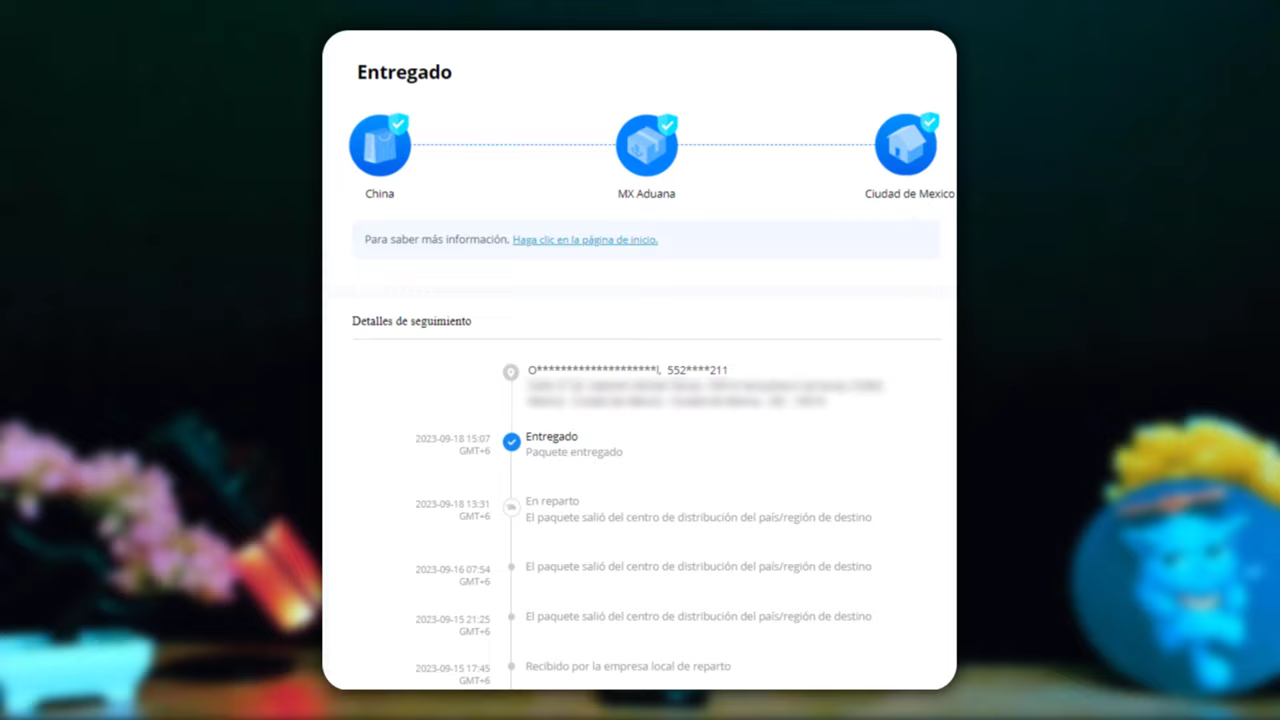 Entregado
China
MX Aduana
Ciudad de Mexico
Para saber más información. Haga clic en la página de inicio.
Detalles de seguimiento
O********************l, 552****211
2023-09-18 15:07
GMT+6
Entregado
Paquete entregado
2023-09-18 13:31
GMT+6
En reparto
El paquete salió del centro de distribución del país/región de destino
2023-09-16 07:54
GMT+6
El paquete salió del centro de distribución del país/región de destino
2023-09-15 21:25
GMT+6
El paquete salió del centro de distribución del país/región de destino
2023-09-15 17:45
GMT+6
Recibido por la empresa local de reparto